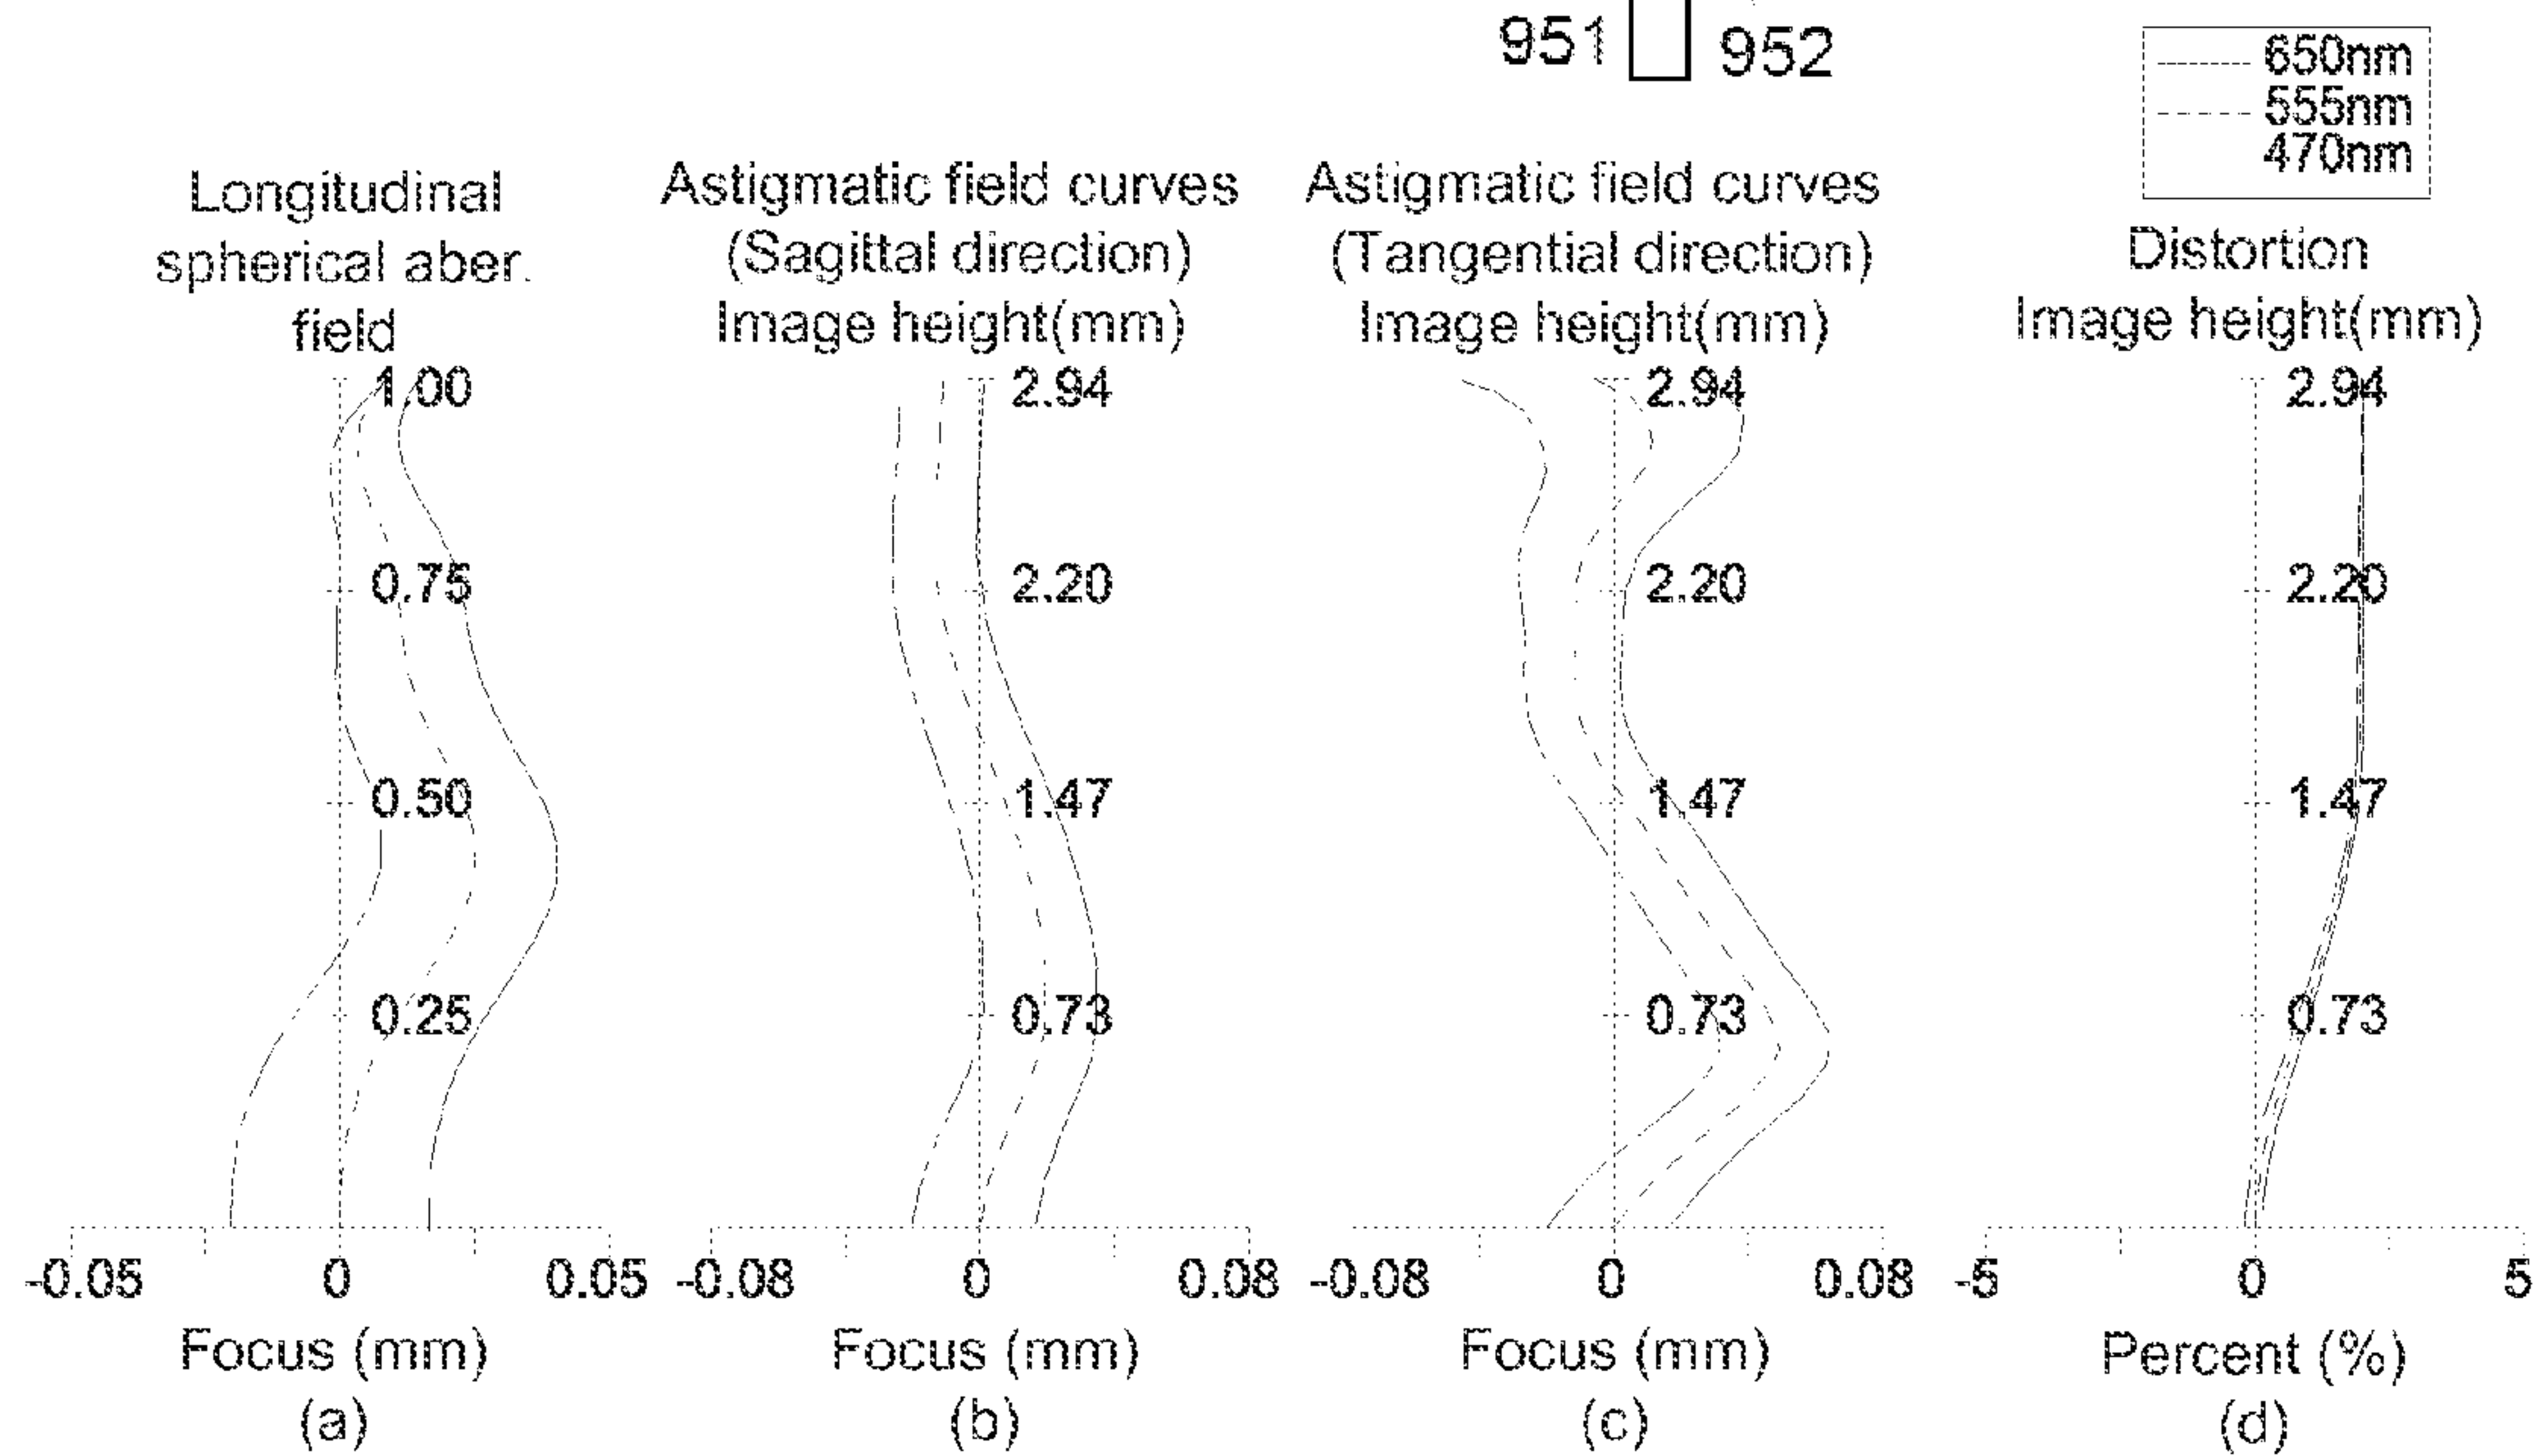 951 952
650nm
555nm
470nm
Longitudinal
spherical aber.
field
1.00
0.75
0.50
0.25
-0.05 0 0.05
Focus (mm)
(a)
Astigmatic field curves
(Sagittal direction)
Image height(mm)
2.94
2.20
1.47
0.73
-0.08 0 0.08
Focus (mm)
(b)
Astigmatic field curves
(Tangential direction)
Image height(mm)
2.94
2.20
1.47
0.73
-0.08 0 0.08
Focus (mm)
(c)
Distortion
Image height(mm)
2.94
2.20
1.47
0.73
-5 0 5
Percent (%)
(d)